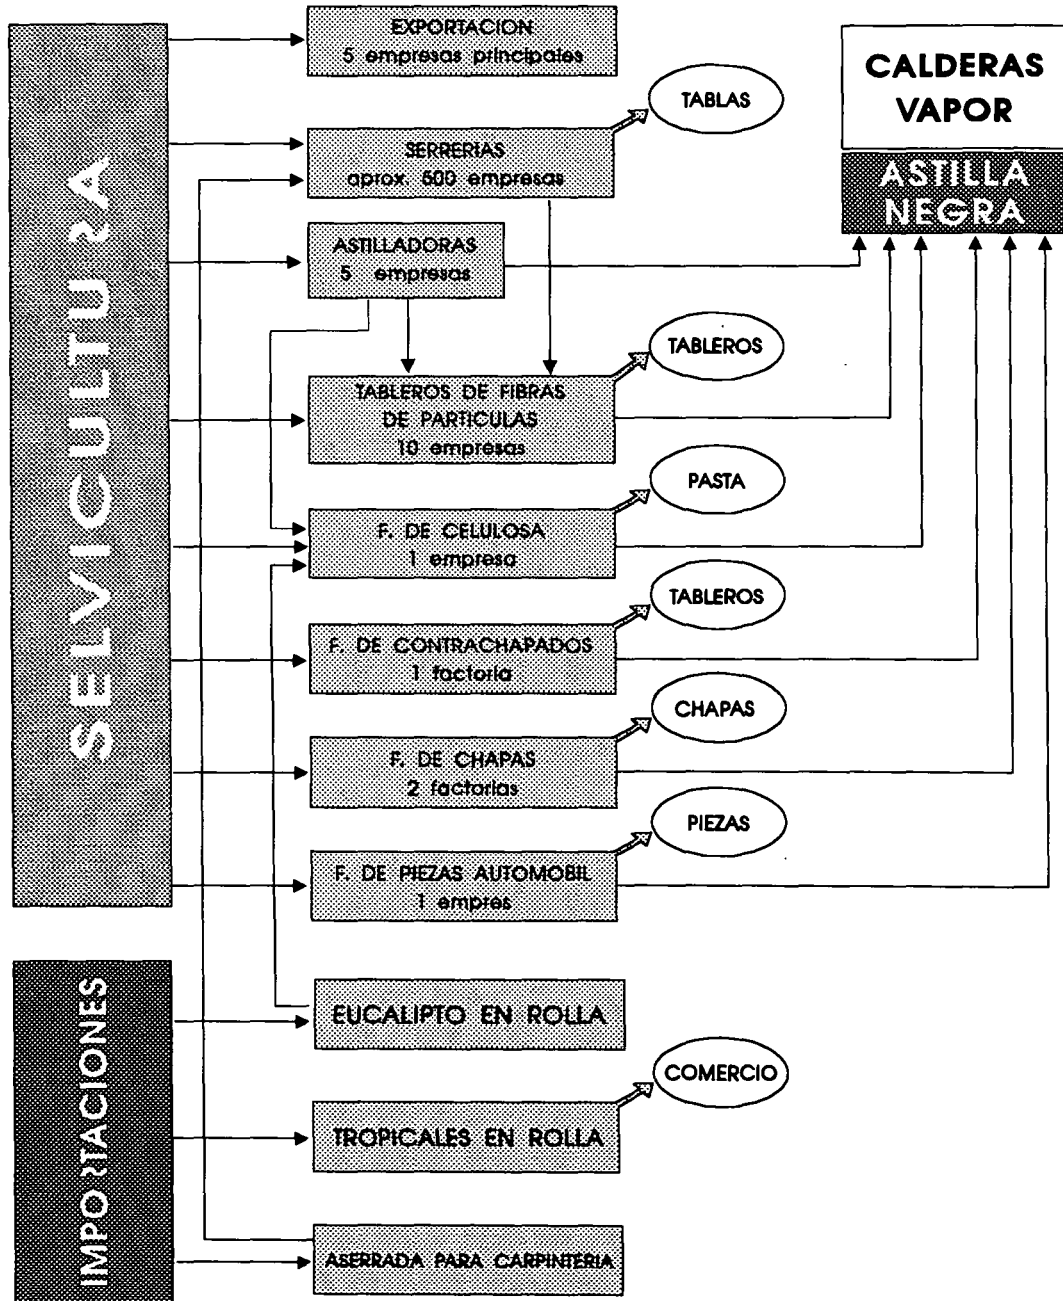 SELVICULTURA
EXPORTACION
5 empresas principales
SERRERIAS
aprox. 500 empresas
TABLAS
CALDERAS
VAPOR
ASTILLA
NEGRA
ASTILLADORAS
5 empresas
TABLEROS DE FIBRAS
DE PARTICULAS
10 empresas
TABLEROS
F. DE CELULOSA
1 empresa
PASTA
F. DE CONTRACHAPADOS
1 factoria
TABLEROS
F. DE CHAPAS
2 factorias
CHAPAS
F. DE PIEZAS AUTOMOBIL
1 empres
PIEZAS
IMPORTACIONES
EUCALIPTO EN ROLLA
TROPICALES EN ROLLA
COMERCIO
ASERRADA PARA CARPINTERIA